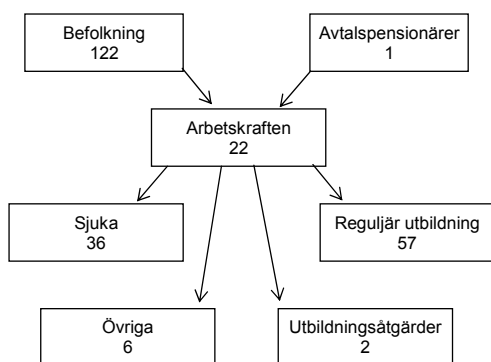 Befolkning
122
Avtalspensionärer
1
Arbetskraften
22
Sjuka
36
Reguljär utbildning
57
Övriga
6
Utbildningsåtgärder
2